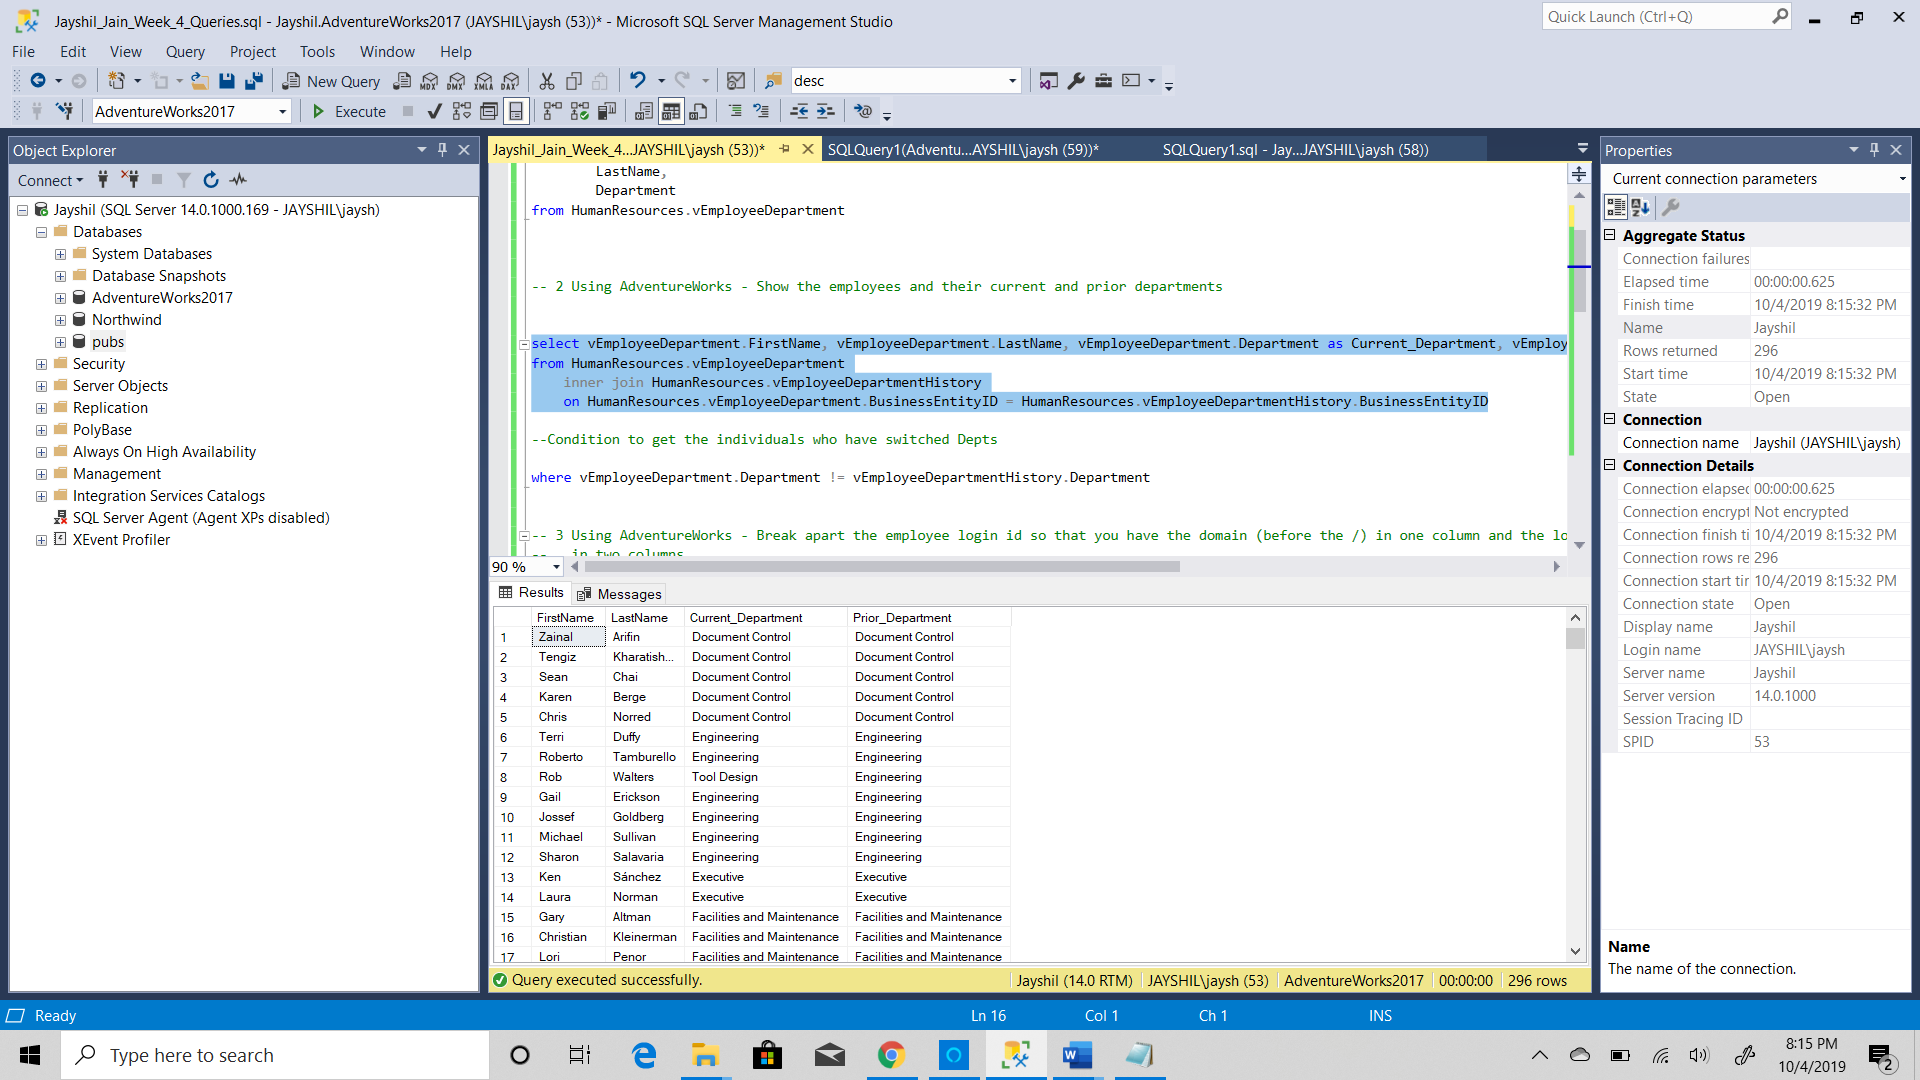 Jayshil_Jain_Week_4_Queries.sql - Jayshil.AdventureWorks2017 (JAYSHIL\jaysh (53))* - Microsoft SQL Server Management Studio
Quick Launch (Ctrl+Q)
File Edit View Query Project Tools Window Help
New Query MDX DMX XMLA DAX desc
AdventureWorks2017 Execute
Object Explorer
Connect
Jayshil (SQL Server 14.0.1000.169 - JAYSHIL\jaysh)
Databases
System Databases
Database Snapshots
AdventureWorks2017
Northwind
pubs
Security
Server Objects
Replication
PolyBase
Always On High Availability
Management
Integration Services Catalogs
SQL Server Agent (Agent XPs disabled)
XEvent Profiler
Jayshil_Jain_Week_4...JAYSHIL\jaysh (53))* SQLQuery1(Adventu...AYSHIL\jaysh (59))* SQLQuery1.sql - Jay...JAYSHIL\jaysh (58))
LastName,
Department
from HumanResources.vEmployeeDepartment
-- 2 Using AdventureWorks - Show the employees and their current and prior departments
select vEmployeeDepartment.FirstName, vEmployeeDepartment.LastName, vEmployeeDepartment.Department as Current_Department, vEmploy
from HumanResources.vEmployeeDepartment
inner join HumanResources.vEmployeeDepartmentHistory
on HumanResources.vEmployeeDepartment.BusinessEntityID = HumanResources.vEmployeeDepartmentHistory.BusinessEntityID
--Condition to get the individuals who have switched Depts
where vEmployeeDepartment.Department != vEmployeeDepartmentHistory.Department
-- 3 Using AdventureWorks - Break apart the employee login id so that you have the domain (before the /) in one column and the lo
-- in two columns
90 %
Results Messages
FirstName LastName Current_Department Prior_Department
1 Zainal Arifin Document Control Document Control
2 Tengiz Kharatish... Document Control Document Control
3 Sean Chai Document Control Document Control
4 Karen Berge Document Control Document Control
5 Chris Norred Document Control Document Control
6 Terri Duffy Engineering Engineering
7 Roberto Tamburello Engineering Engineering
8 Rob Walters Tool Design Engineering
9 Gail Erickson Engineering Engineering
10 Jossef Goldberg Engineering Engineering
11 Michael Sullivan Engineering Engineering
12 Sharon Salavaria Engineering Engineering
13 Ken Sánchez Executive Executive
14 Laura Norman Executive Executive
15 Gary Altman Facilities and Maintenance Facilities and Maintenance
16 Christian Kleinerman Facilities and Maintenance Facilities and Maintenance
17 Lori Penor Facilities and Maintenance Facilities and Maintenance
Query executed successfully. Jayshil (14.0 RTM) JAYSHIL\jaysh (53) AdventureWorks2017 00:00:00 296 rows
Properties
Current connection parameters
Aggregate Status
Connection failures
Elapsed time 00:00:00.625
Finish time 10/4/2019 8:15:32 PM
Name Jayshil
Rows returned 296
Start time 10/4/2019 8:15:32 PM
State Open
Connection
Connection name Jayshil (JAYSHIL\jaysh)
Connection Details
Connection elapsec 00:00:00.625
Connection encrypt Not encrypted
Connection finish ti 10/4/2019 8:15:32 PM
Connection rows re 296
Connection start tir 10/4/2019 8:15:32 PM
Connection state Open
Display name Jayshil
Login name JAYSHIL\jaysh
Server name Jayshil
Server version 14.0.1000
Session Tracing ID
SPID 53
Name
The name of the connection.
Ready Ln 16 Col 1 Ch 1 INS
Type here to search
8:15 PM
10/4/2019
2